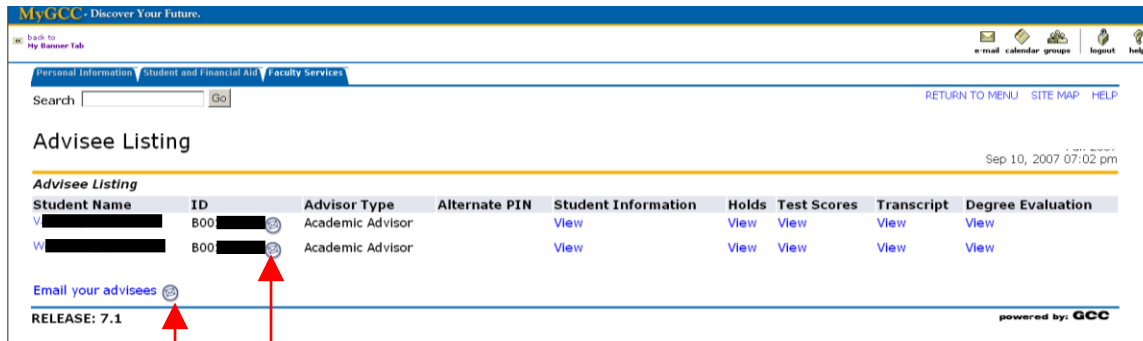 MyGCC - Discover Your Future.
back to
My Banner Tab
e-mail calendar groups logout help
Personal Information Student and Financial Aid Faculty Services
Search Go
RETURN TO MENU SITE MAP HELP
Advisee Listing
Sep 10, 2007 07:02 pm
Advisee Listing
Student Name ID Advisor Type Alternate PIN Student Information Holds Test Scores Transcript Degree Evaluation
V B00 Academic Advisor View View View View View
W B00 Academic Advisor View View View View View
Email your advisees
RELEASE: 7.1
powered by: GCC